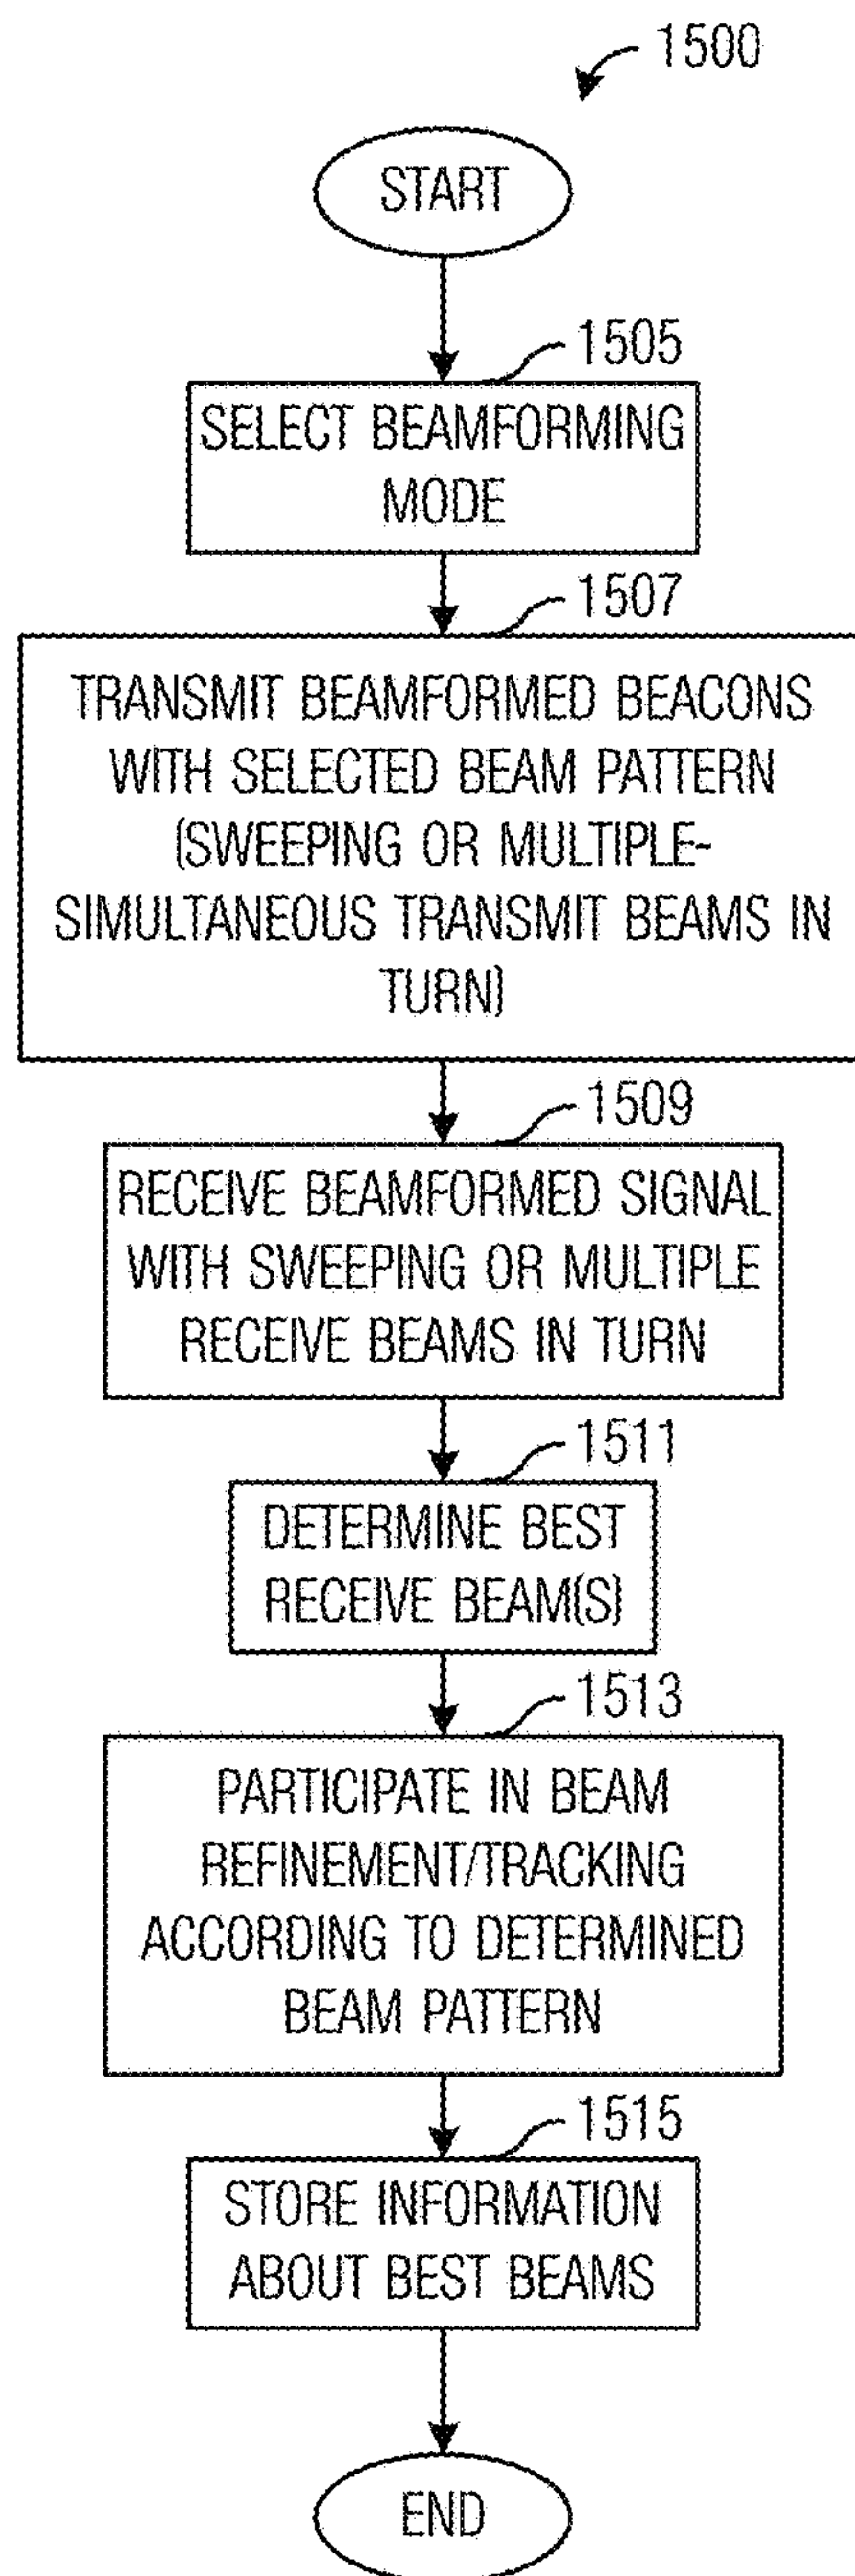 1500
START
1505
SELECT BEAMFORMING
MODE
1507
TRANSMIT BEAMFORMED BEACONS
WITH SELECTED BEAM PATTERN
(SWEEPING OR MULTIPLE-
SIMULTANEOUS TRANSMIT BEAMS IN
TURN)
1509
RECEIVE BEAMFORMED SIGNAL
WITH SWEEPING OR MULTIPLE
RECEIVE BEAMS IN TURN
1511
DETERMINE BEST
RECEIVE BEAM(S)
1513
PARTICIPATE IN BEAM
REFINEMENT/TRACKING
ACCORDING TO DETERMINED
BEAM PATTERN
1515
STORE INFORMATION
ABOUT BEST BEAMS
END